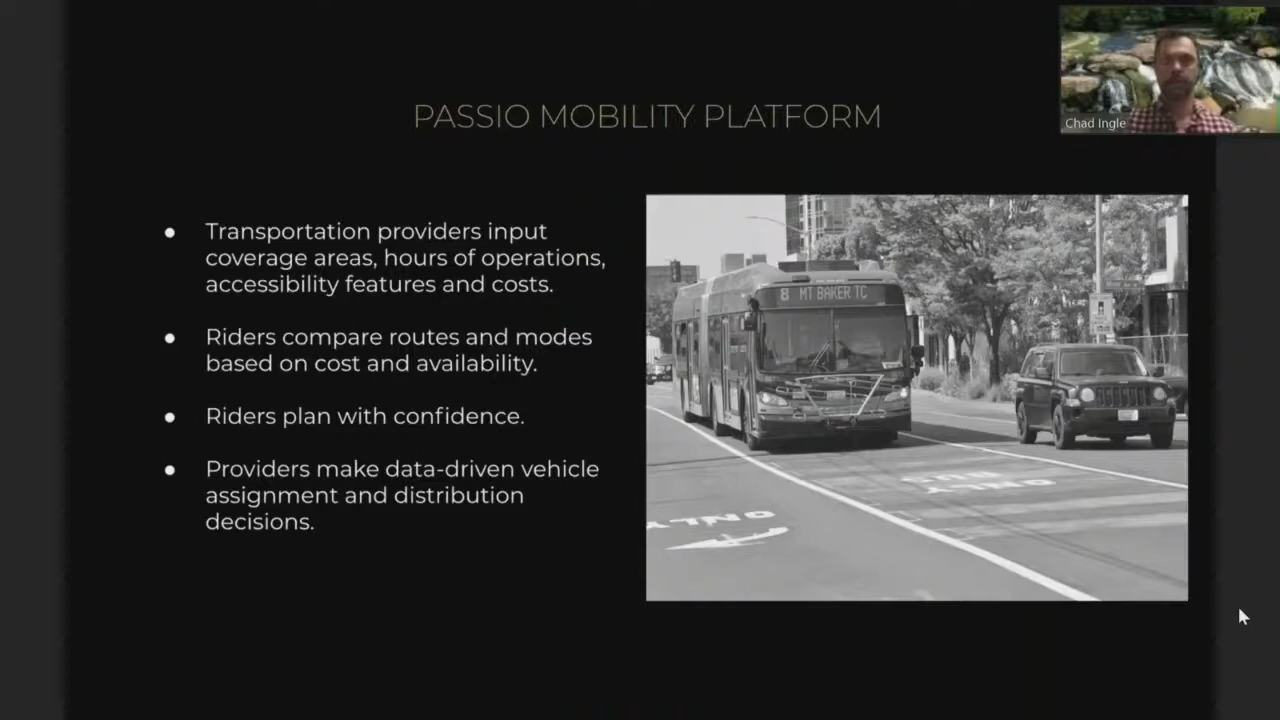 PASSIO MOBILITY PLATFORM
Chad Ingle
● Transportation providers input
coverage areas, hours of operations,
accessibility features and costs.
● Riders compare routes and modes
based on cost and availability.
● Riders plan with confidence.
● Providers make data-driven vehicle
assignment and distribution
decisions.
8 MT BAKER TC
BUS
ONLY
ONLY